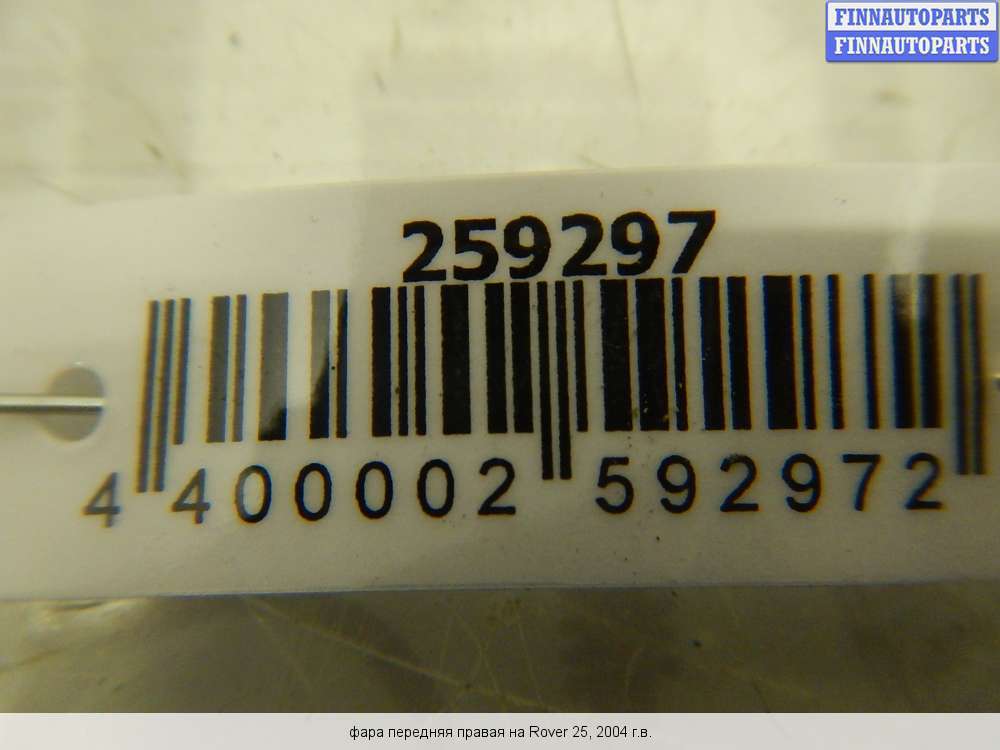 FINNAUTOPARTS
FINNAUTOPARTS
259297
4 400002 592972
фара передняя правая на Rover 25, 2004 г.в.